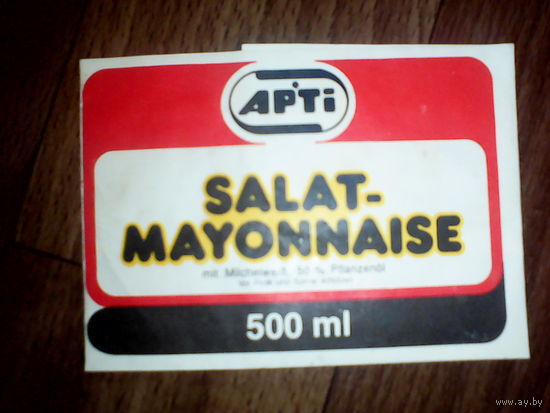 APTi
SALAT-
MAYONNAISE
mit Milcheiweiß, 50 % Pflanzenöl
500 ml
www.ay.by